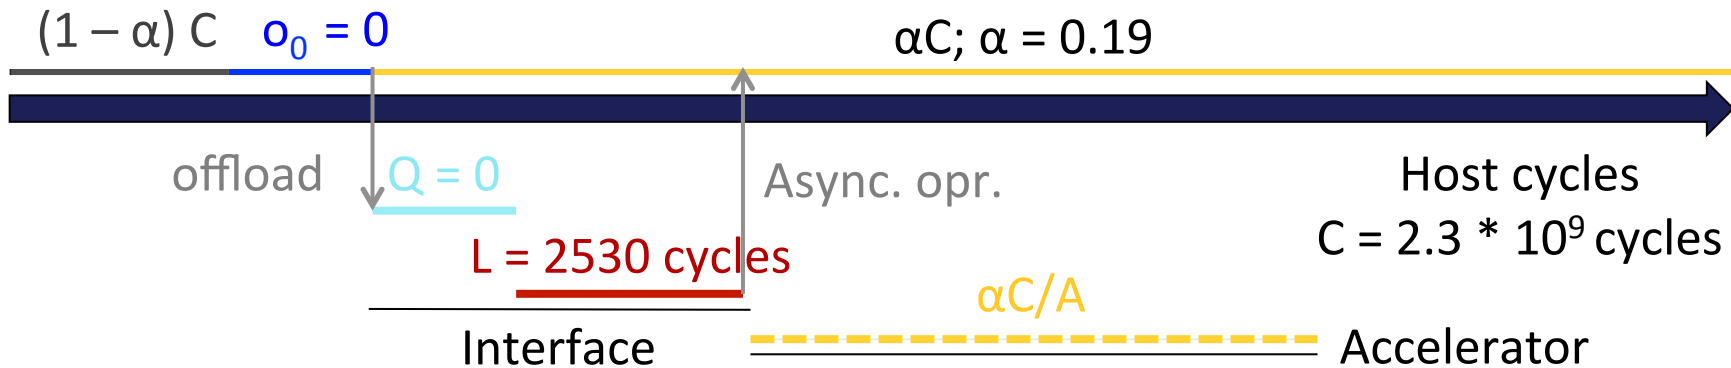 (1 – α) C
o₀ = 0
αC; α = 0.19
offload
Q = 0
Async. opr.
Host cycles
C = 2.3 * 10⁹ cycles
L = 2530 cycles
αC/A
Interface
Accelerator